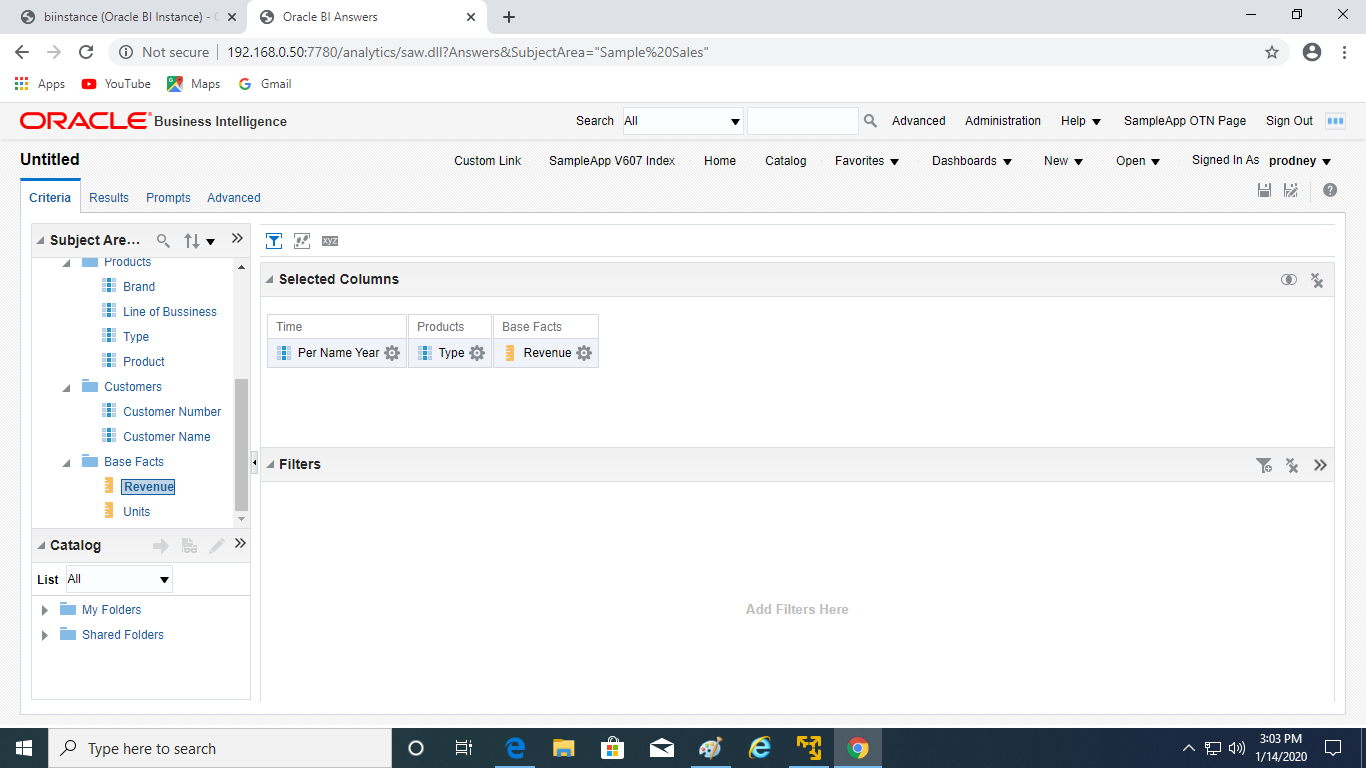 biinstance (Oracle BI Instance) -
Oracle BI Answers
Not secure 192.168.0.50:7780/analytics/saw.dll?Answers&SubjectArea="Sample%20Sales"
Apps YouTube Maps Gmail
ORACLE Business Intelligence
Search All Advanced Administration Help SampleApp OTN Page Sign Out
Untitled
Custom Link SampleApp V607 Index Home Catalog Favorites Dashboards New Open Signed In As prodney
Criteria Results Prompts Advanced
Subject Are...
Products
Brand
Line of Bussiness
Type
Product
Customers
Customer Number
Customer Name
Base Facts
Revenue
Units
Catalog
List All
My Folders
Shared Folders
xyz
Selected Columns
Time Products Base Facts
Per Name Year Type Revenue
Filters
Add Filters Here
Type here to search
3:03 PM
1/14/2020